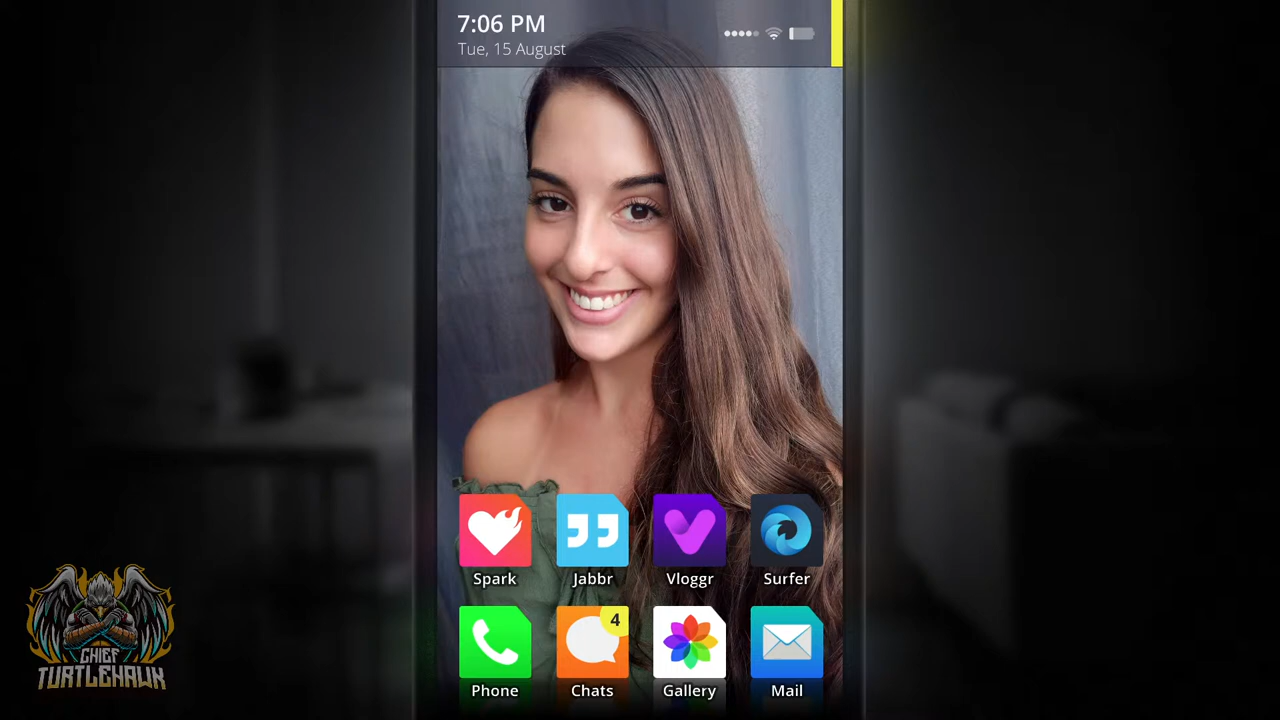 7:06 PM
Tue, 15 August
Spark Jabbr Vloggr Surfer
4
Phone Chats Gallery Mail
CHIEF
TURTLEHAWK